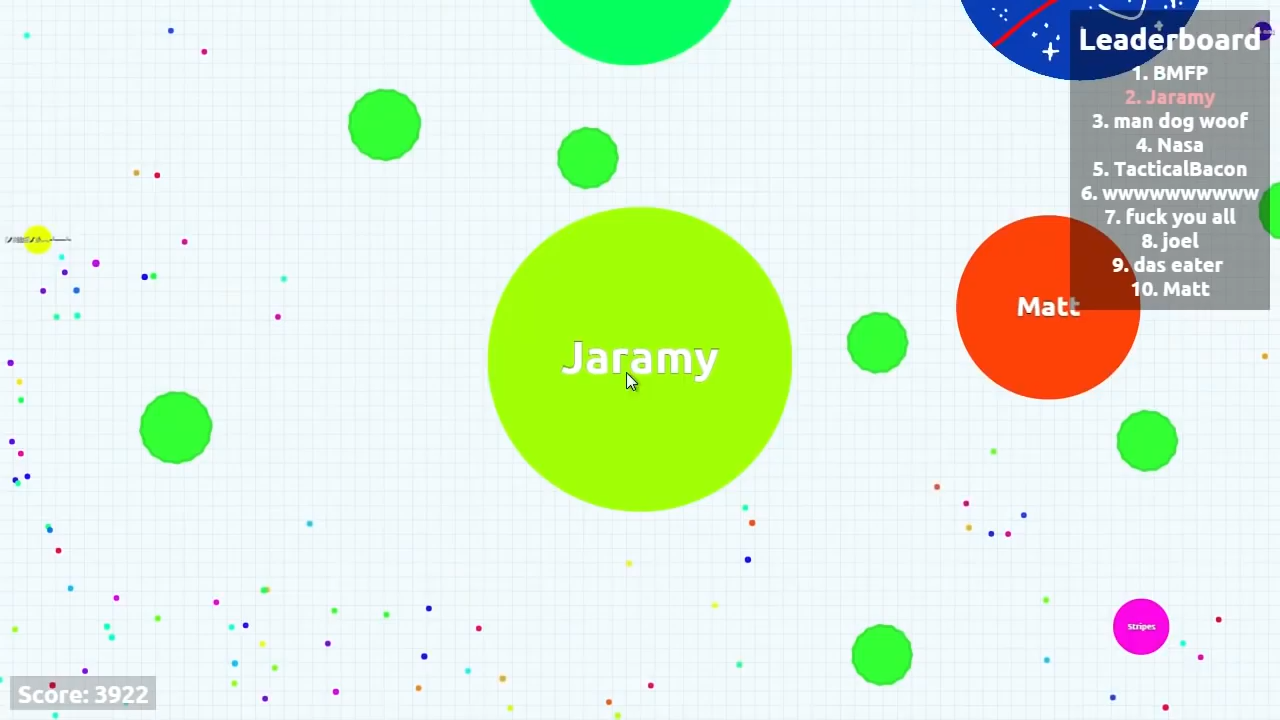 Leaderboard
1. BMFP
2. Jaramy
3. man dog woof
4. Nasa
5. TacticalBacon
6. wwwwwwwwww
7. fuck you all
8. joel
9. das eater
10. Matt
Matt
Jaramy
Stripes
Score: 3922